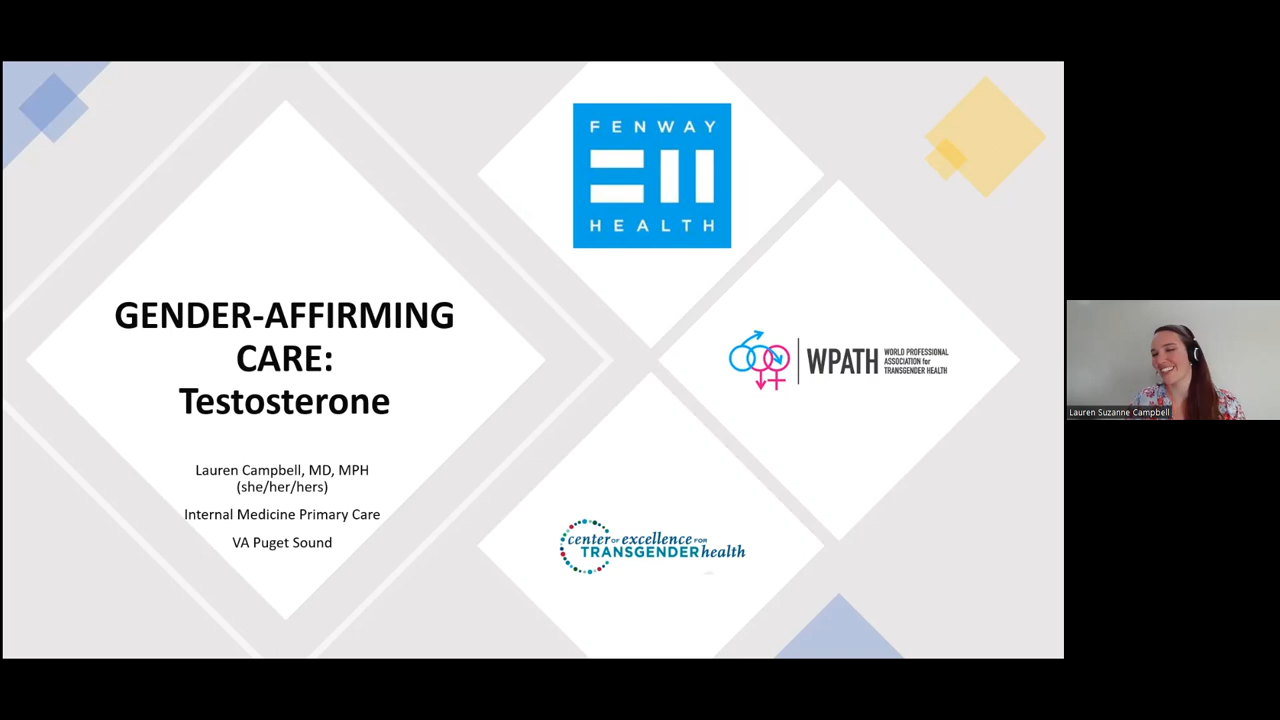 GENDER-AFFIRMING
CARE:
Testosterone
Lauren Campbell, MD, MPH
(she/her/hers)
Internal Medicine Primary Care
VA Puget Sound
FENWAY
HEALTH
WPATH
WORLD PROFESSIONAL
ASSOCIATION for
TRANSGENDER HEALTH
center OF excellence FOR
TRANSGENDER health
Lauren Suzanne Campbell